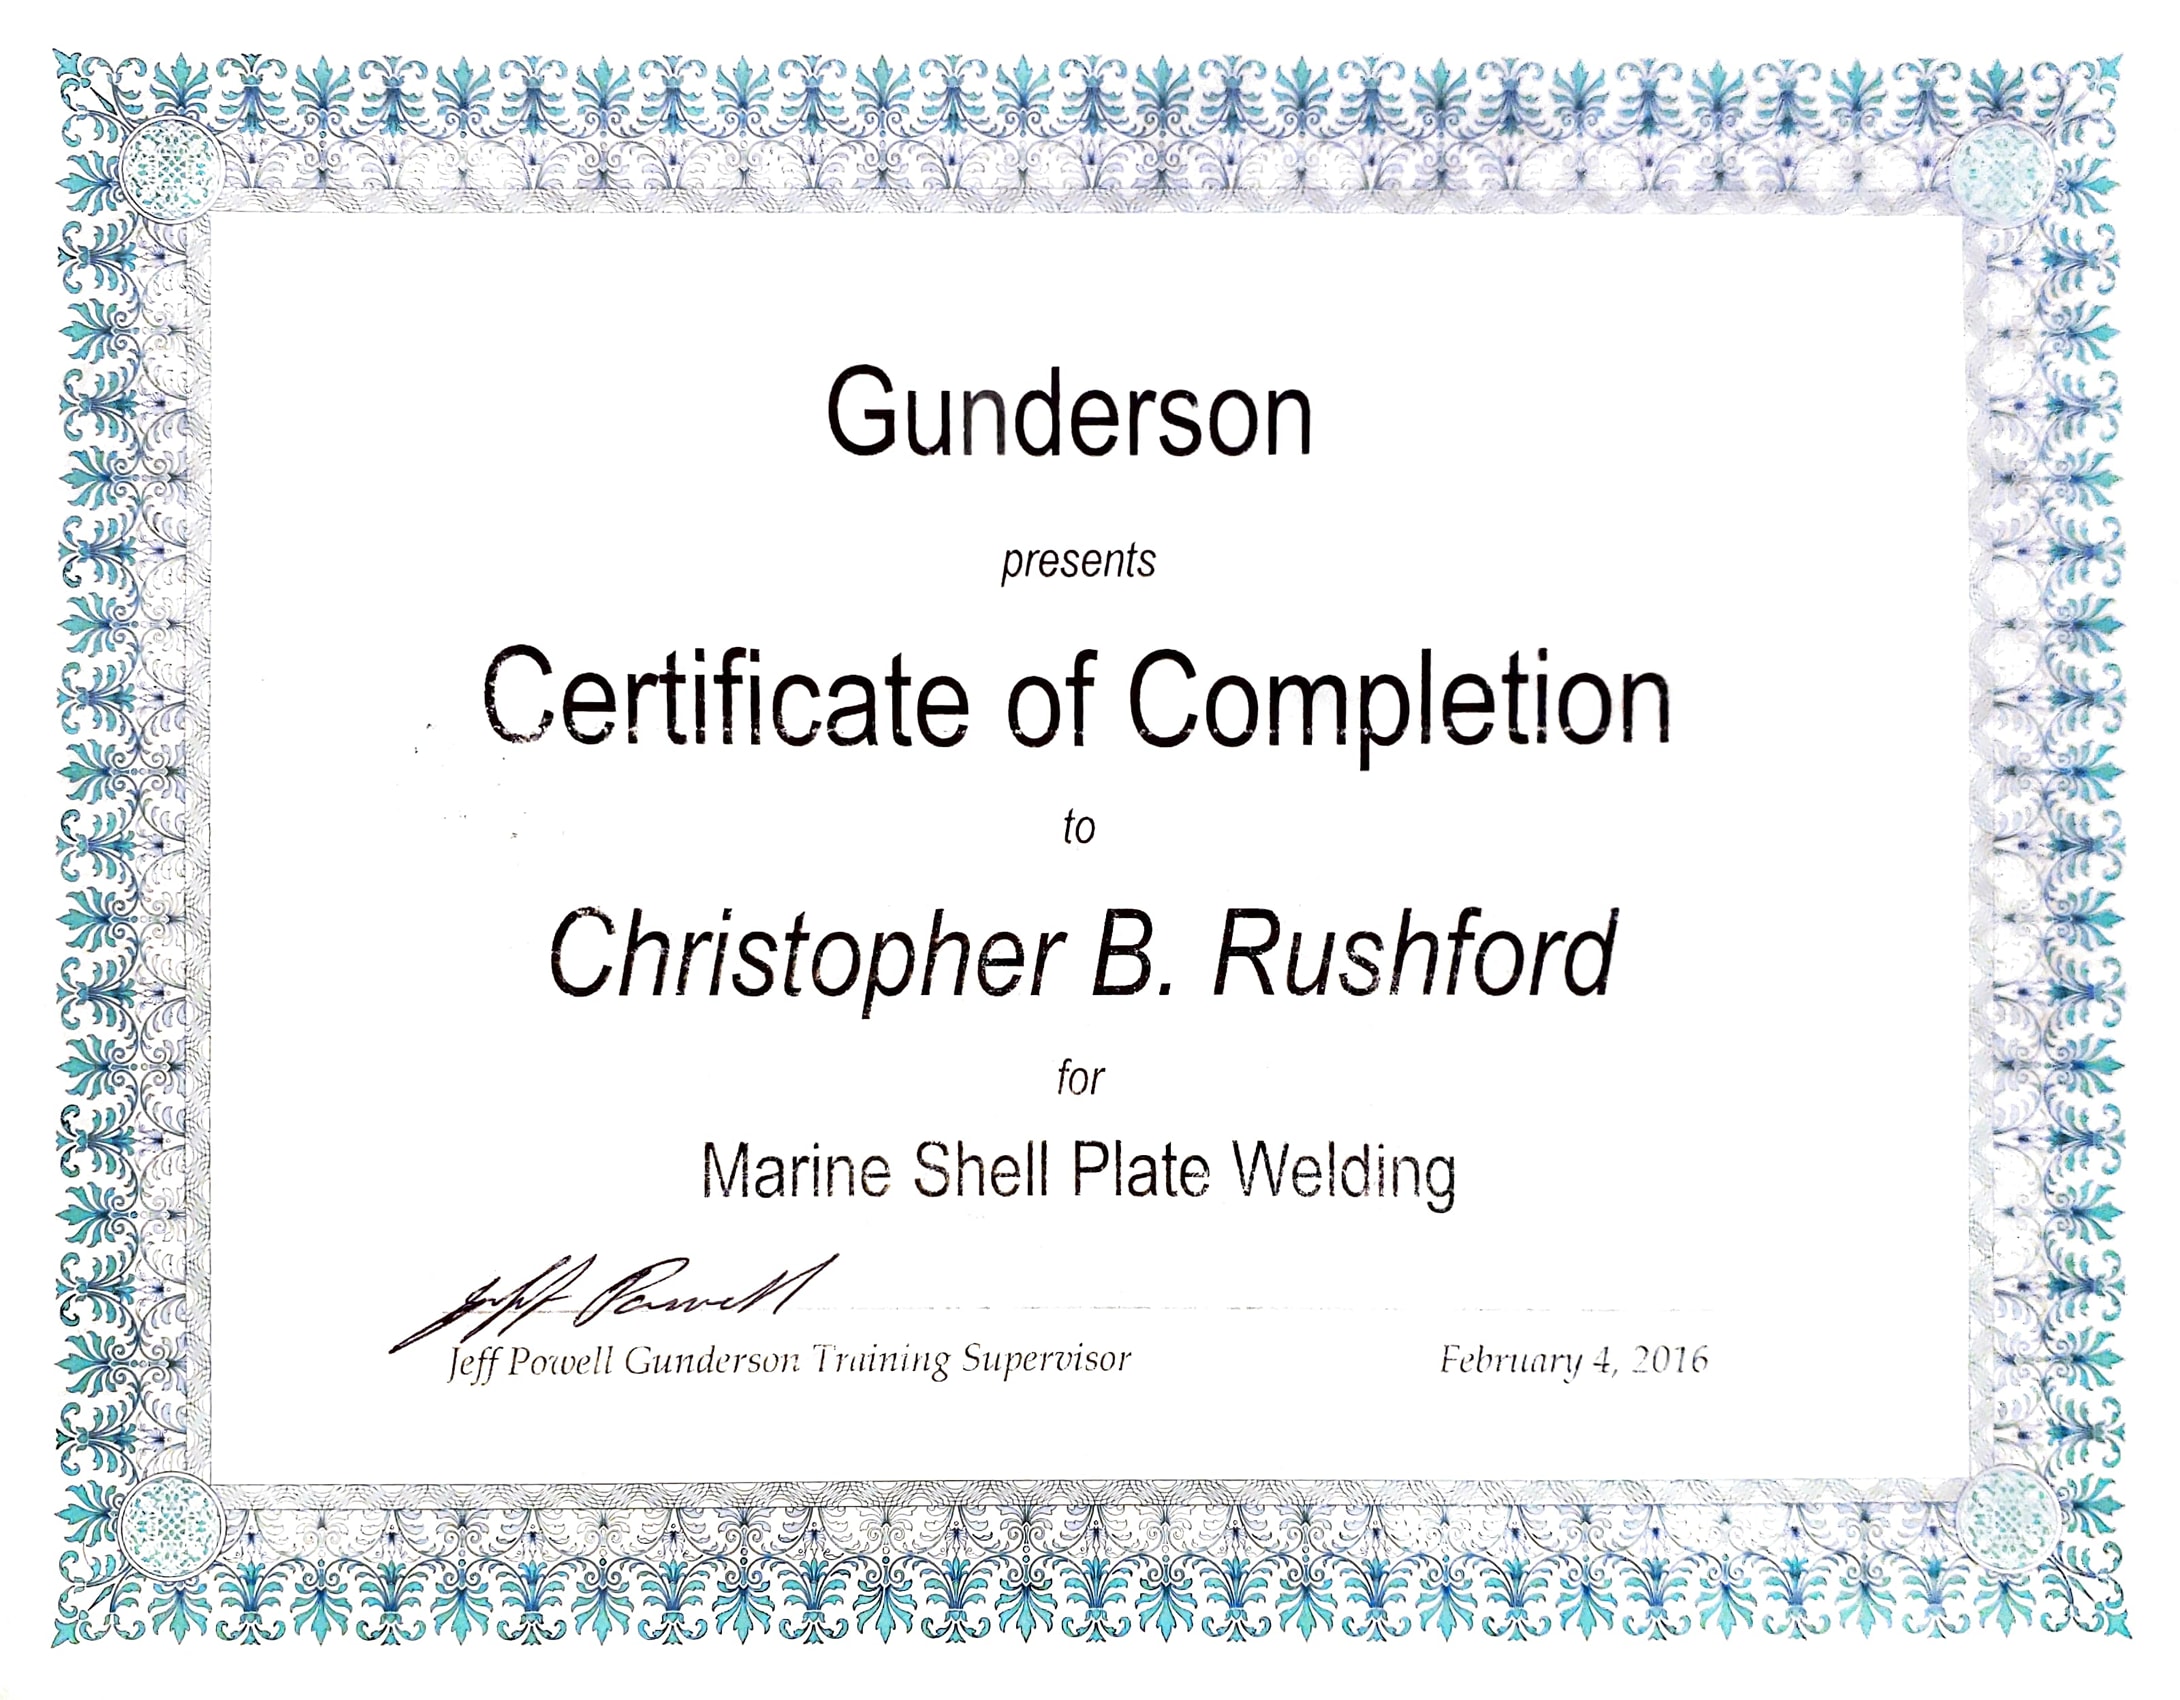 Gunderson
presents
Certificate of Completion
to
Christopher B. Rushford
for
Marine Shell Plate Welding
Jeff Powell
Jeff Powell Gunderson Training Supervisor
February 4, 2016